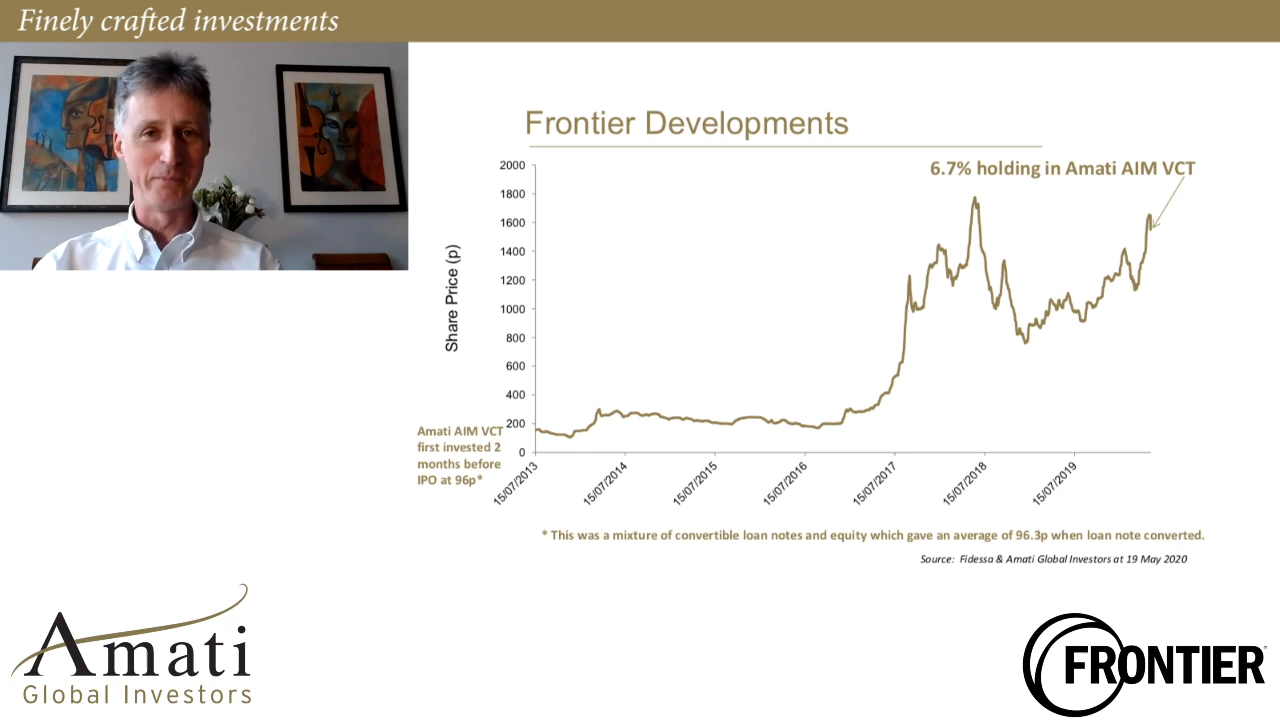 Finely crafted investments
Frontier Developments
6.7% holding in Amati AIM VCT
Share Price (p)
2000
1800
1600
1400
1200
1000
800
600
400
200
0
Amati AIM VCT
first invested 2
months before
IPO at 96p*
15/07/2013
15/07/2014
15/07/2015
15/07/2016
15/07/2017
15/07/2018
15/07/2019
* This was a mixture of convertible loan notes and equity which gave an average of 96.3p when loan note converted.
Source: Fidessa & Amati Global Investors at 19 May 2020
Amati
Global Investors
FRONTIER